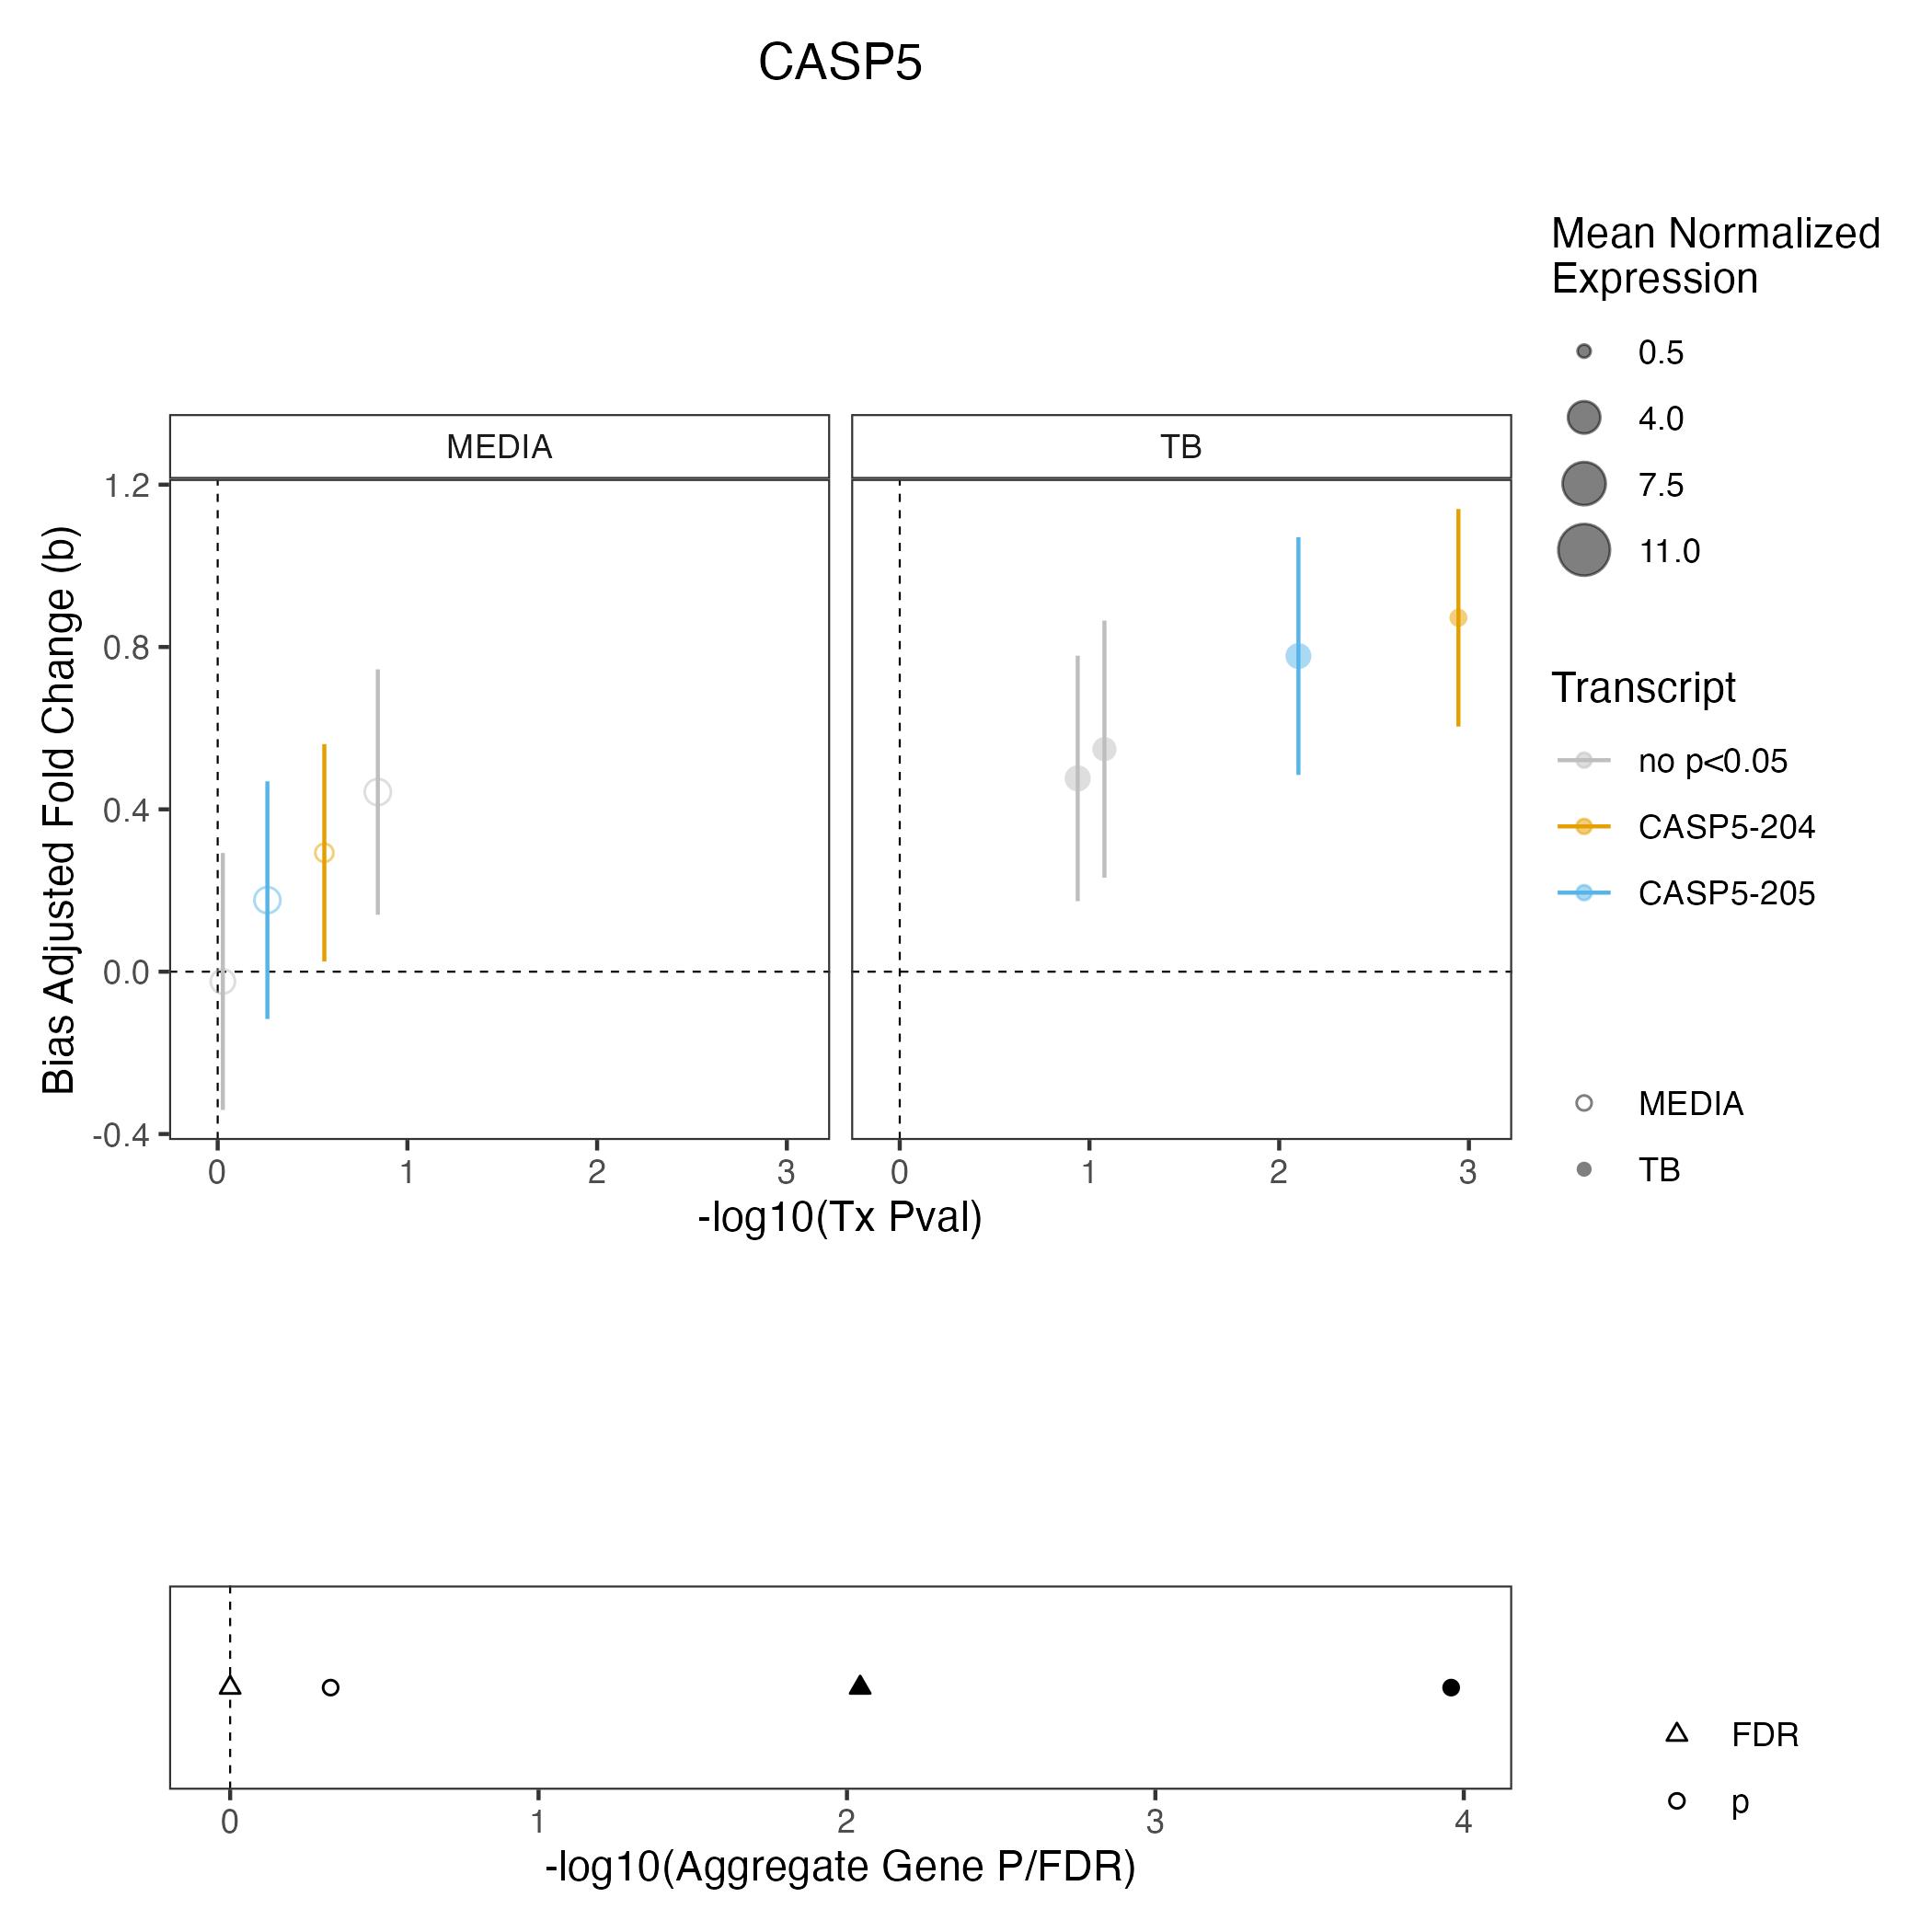 CASP5
MEDIA
TB
1.2
0.8
0.4
0.0
-0.4
Bias Adjusted Fold Change (b)
0 1 2 3
0 1 2 3
-log10(Tx Pval)
Mean Normalized
Expression
0.5
4.0
7.5
11.0
Transcript
no p<0.05
CASP5-204
CASP5-205
MEDIA
TB
0 1 2 3 4
-log10(Aggregate Gene P/FDR)
FDR
p